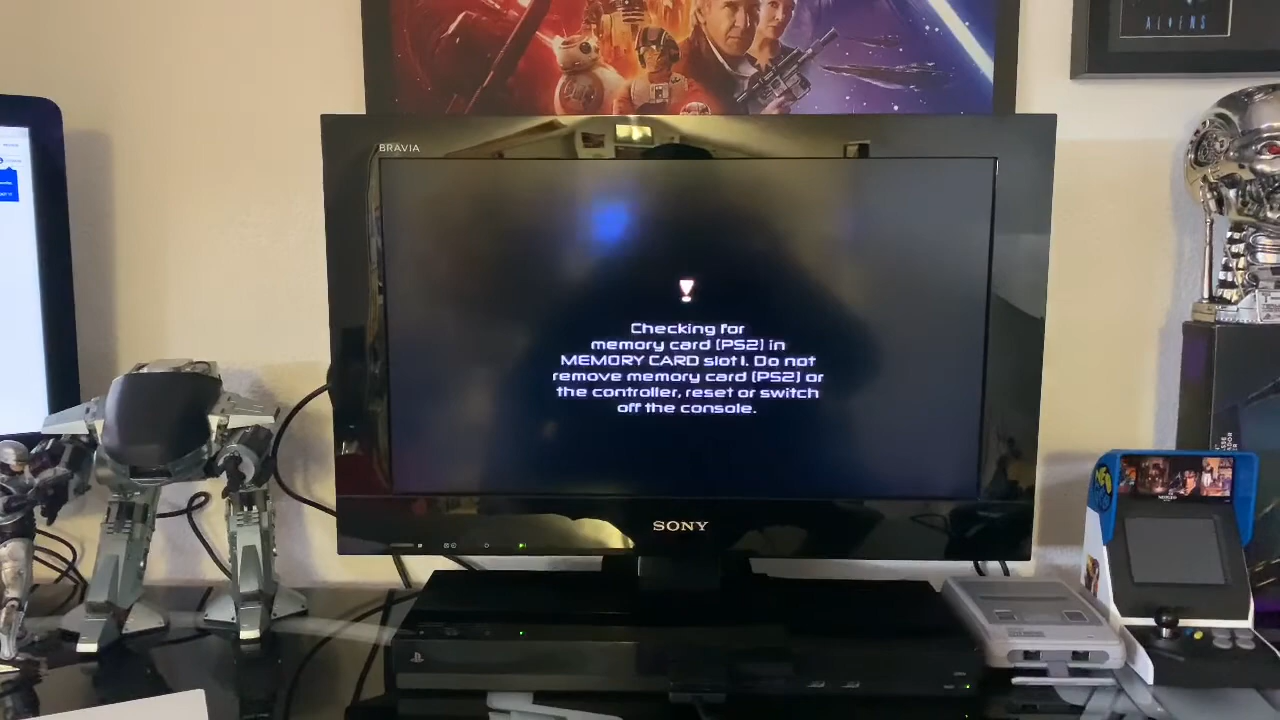 ALIENS
BRAVIA
Checking for
memory card (PS2) in
MEMORY CARD slot 1. Do not
remove memory card (PS2) or
the controller, reset or switch
off the console.
SONY